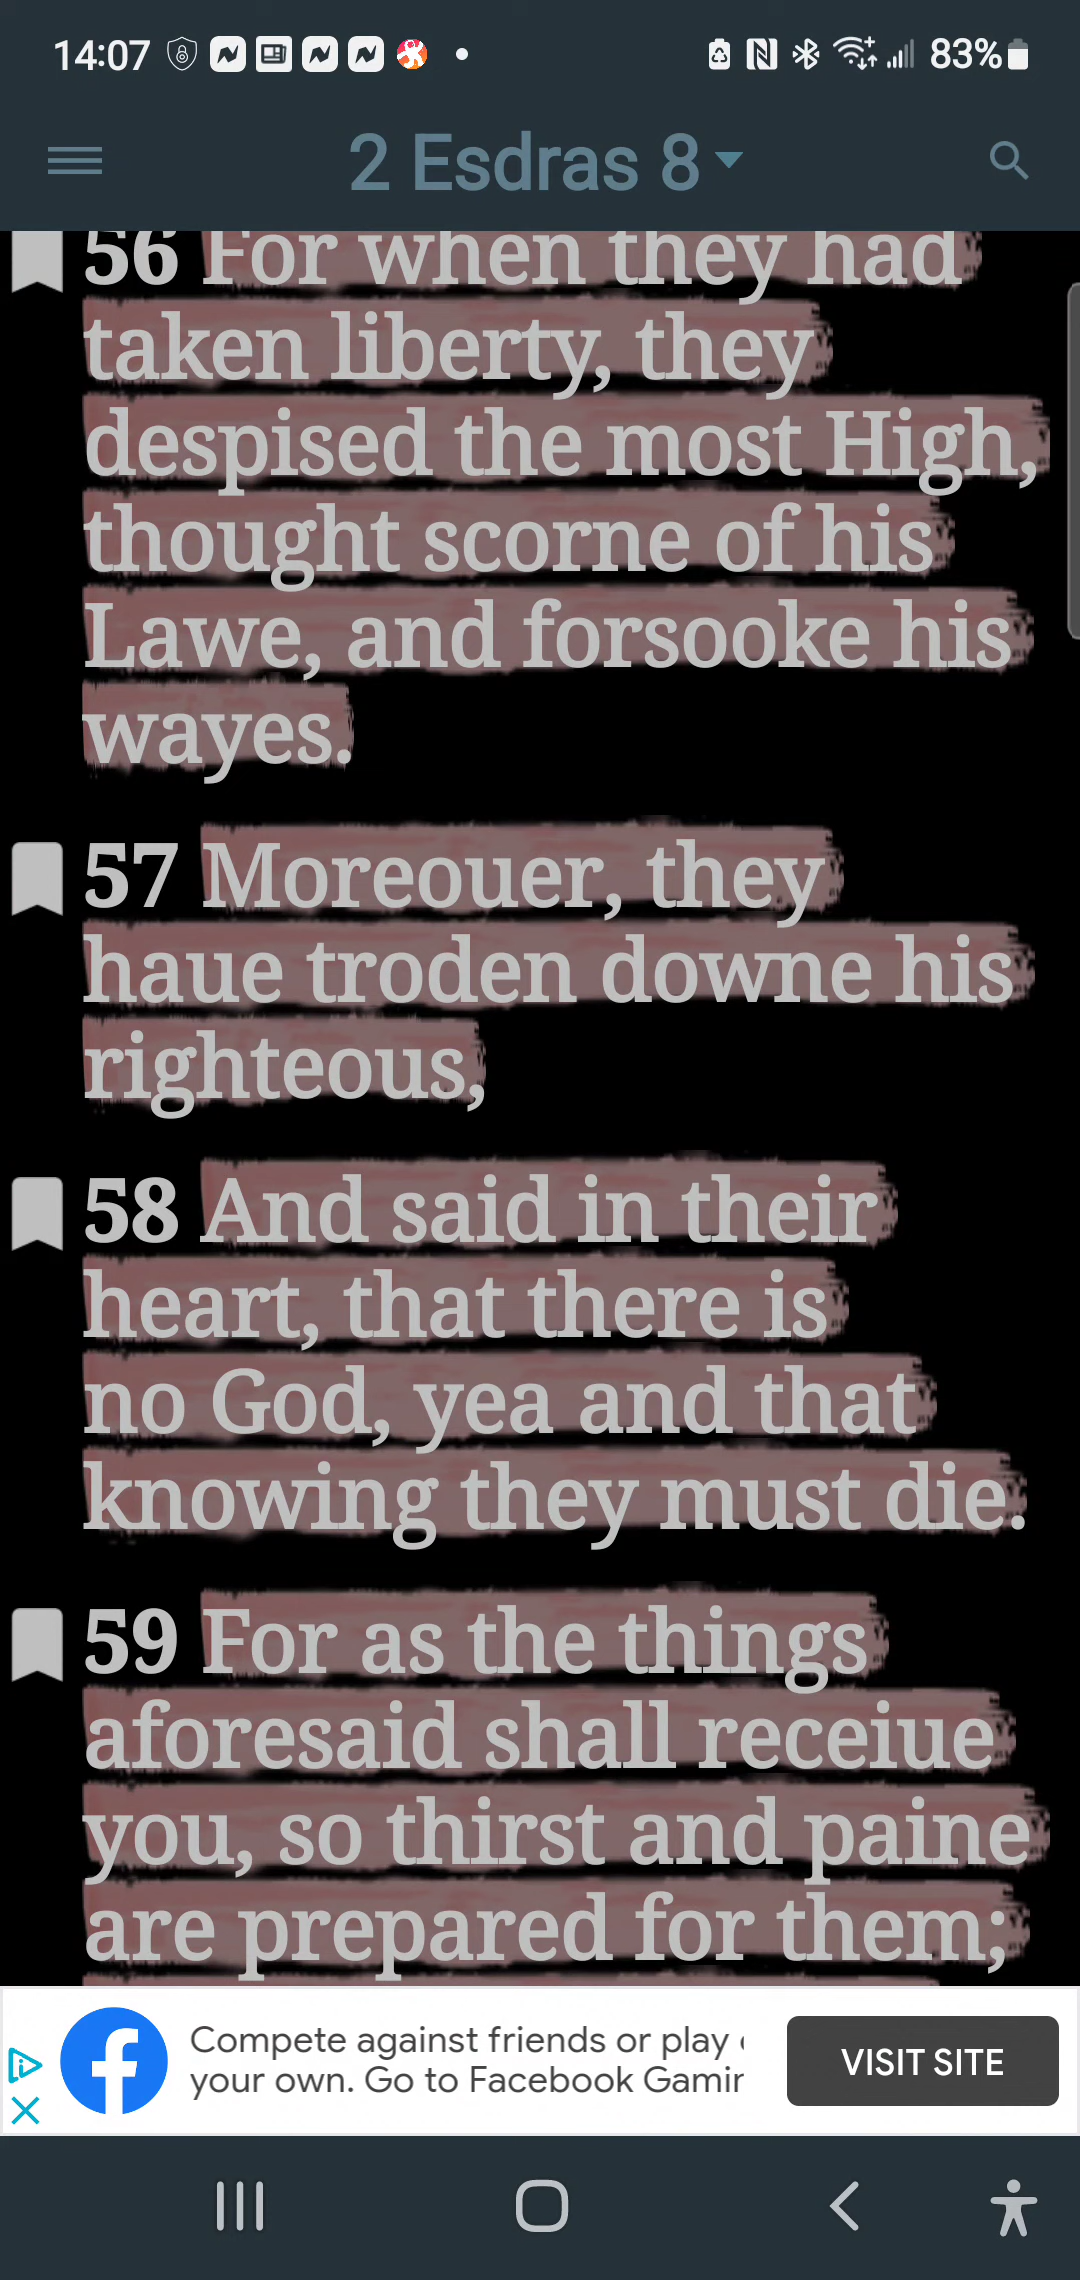 14:07
83%
2 Esdras 8
56 For when they had
taken liberty, they
despised the most High,
thought scorne of his
Lawe, and forsooke his
wayes.
57 Moreouer, they
haue troden downe his
righteous,
58 And said in their
heart, that there is
no God, yea and that
knowing they must die.
59 For as the things
aforesaid shall receiue
you, so thirst and paine
are prepared for them;
Compete against friends or play
your own. Go to Facebook Gamin
VISIT SITE